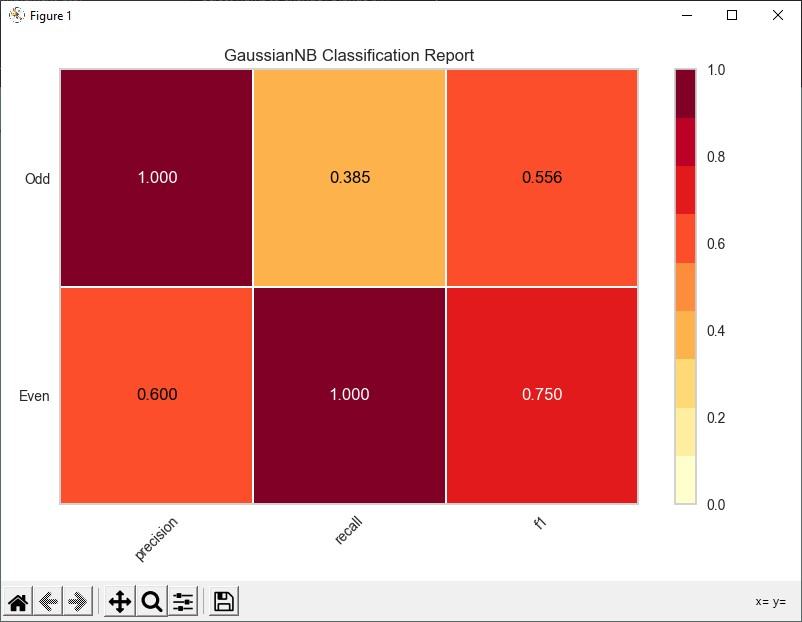 Figure 1
GaussianNB Classification Report
Odd
1.000
0.385
0.556
Even
0.600
1.000
0.750
precision
recall
f1
1.0
0.8
0.6
0.4
0.2
0.0
x= y=